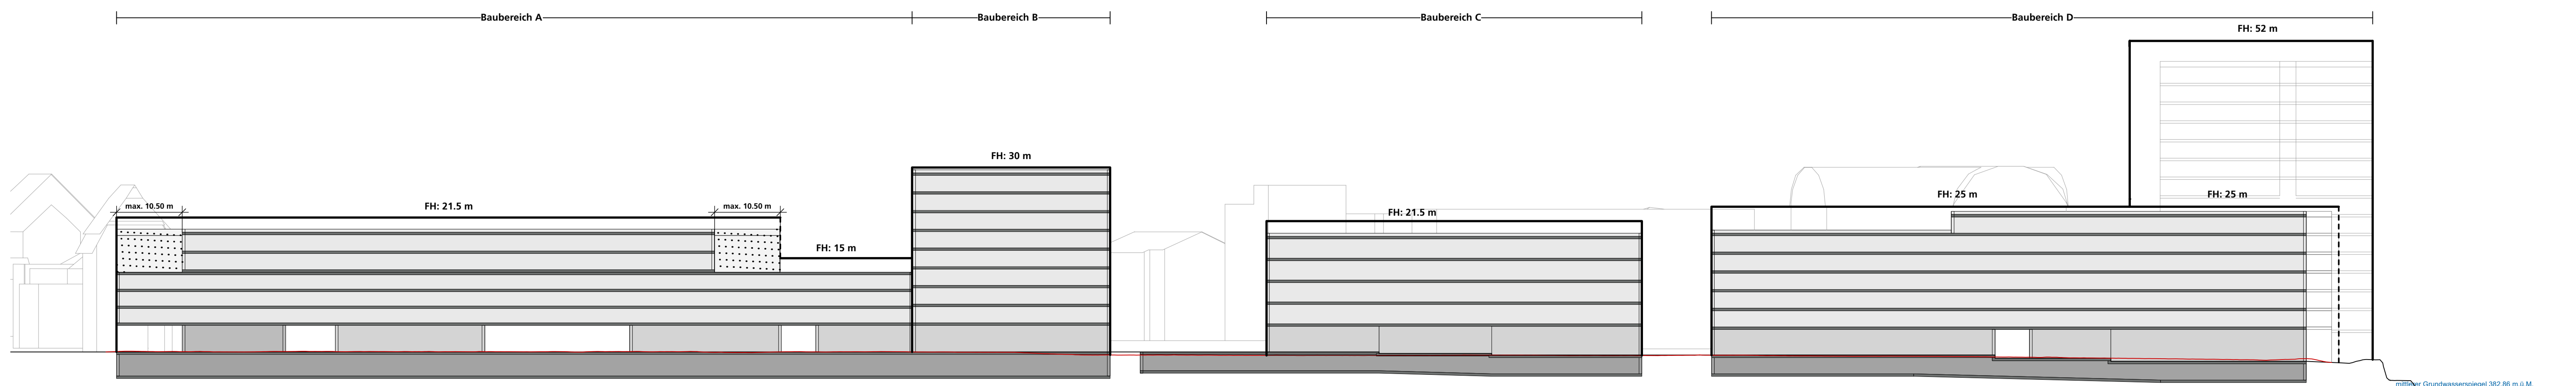 Baubereich A
Baubereich B
Baubereich C
Baubereich D
FH: 52 m
FH: 30 m
max. 10.50 m
FH: 21.5 m
max. 10.50 m
FH: 15 m
FH: 21.5 m
FH: 25 m
FH: 25 m
mittlerer Grundwasserspiegel 382.86 m ü.M.